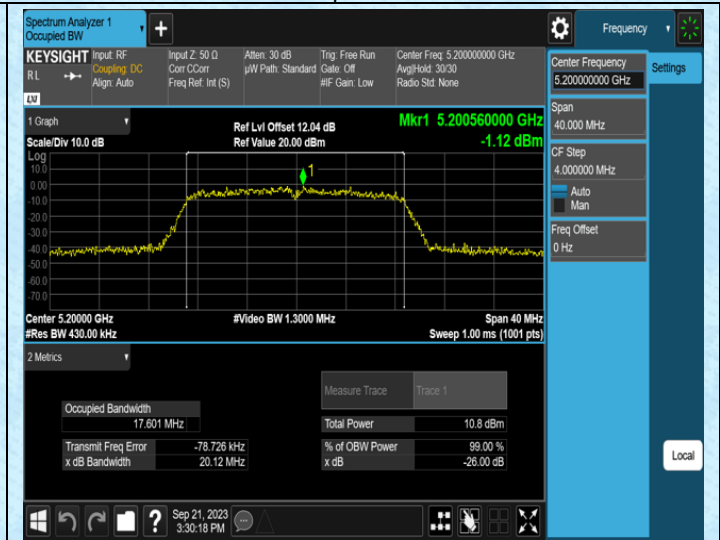 Spectrum Analyzer 1
Occupied BW
Frequency
KEYSIGHT
RL
Input: RF
Coupling: DC
Align: Auto
Input Z: 50 Ω
Corr CCorr
Freq Ref: Int (S)
Atten: 30 dB
µW Path: Standard
Trig: Free Run
Gate: Off
#IF Gain: Low
Center Freq: 5.200000000 GHz
Avg|Hold: 30/30
Radio Std: None
LXI
1 Graph
Scale/Div 10.0 dB
Ref Lvl Offset 12.04 dB
Ref Value 20.00 dBm
Mkr1 5.200560000 GHz
-1.12 dBm
Log
10.0
0.00
-10.0
-20.0
-30.0
-40.0
-50.0
-60.0
-70.0
1
Center 5.20000 GHz
#Res BW 430.00 kHz
#Video BW 1.3000 MHz
Span 40 MHz
Sweep 1.00 ms (1001 pts)
2 Metrics
Measure Trace
Trace 1
Occupied Bandwidth
17.601 MHz
Total Power
10.8 dBm
Transmit Freq Error
-78.726 kHz
% of OBW Power
99.00 %
x dB Bandwidth
20.12 MHz
x dB
-26.00 dB
Center Frequency
5.200000000 GHz
Settings
Span
40.000 MHz
CF Step
4.000000 MHz
Auto
Man
Freq Offset
0 Hz
Local
?
Sep 21, 2023
3:30:18 PM